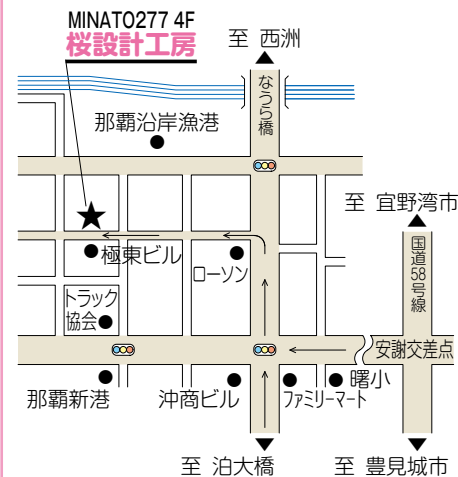 MINATO277 4F
桜設計工房
至 西洲
なうら橋
那覇沿岸漁港
至 宜野湾市
国道58号線
極東ビル
ローソン
トラック
協会
安謝交差点
曙小
那覇新港
沖商ビル
ファミリーマート
至 泊大橋
至 豊見城市